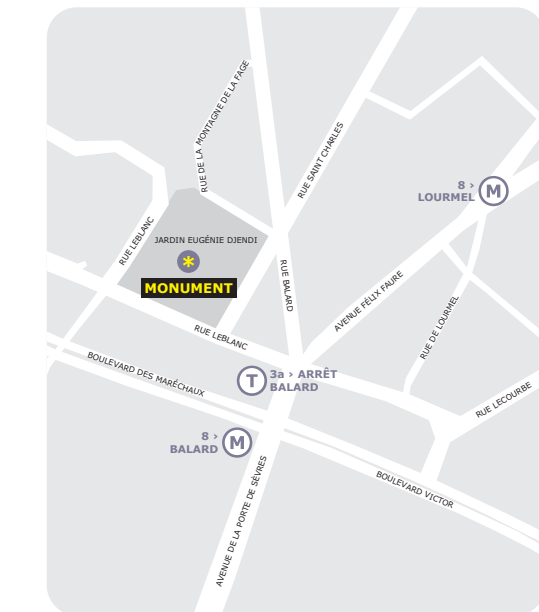 RUE DE LA MONTAGNE DE LA FAGE
RUE SAINT CHARLES
8 ›
LOURMEL
M
RUE LEBLANC
JARDIN EUGÉNIE DJENDI
*
MONUMENT
RUE BALARD
AVENUE FÉLIX FAURE
RUE DE LOURMEL
RUE LEBLANC
BOULEVARD DES MARÉCHAUX
T
3a › ARRÊT
BALARD
RUE LECOURBE
8 ›
BALARD
M
AVENUE DE LA PORTE DE SÈVRES
BOULEVARD VICTOR